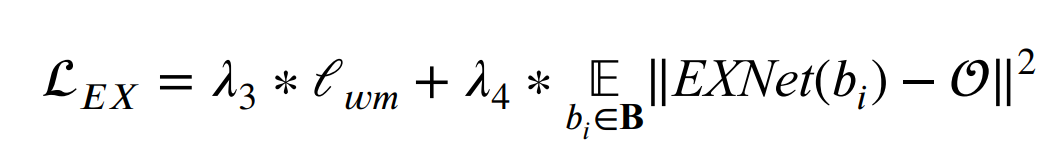 ℒ_{EX} = λ_3 * ℓ_{wm} + λ_4 * 𝔼_{b_i∈𝐁} ‖EXNet(b_i) − 𝒪‖^2